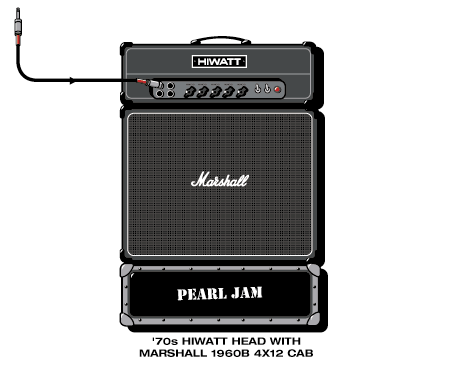 HIWATT
Marshall
PEARL JAM
'70s HIWATT HEAD WITH
MARSHALL 1960B 4X12 CAB